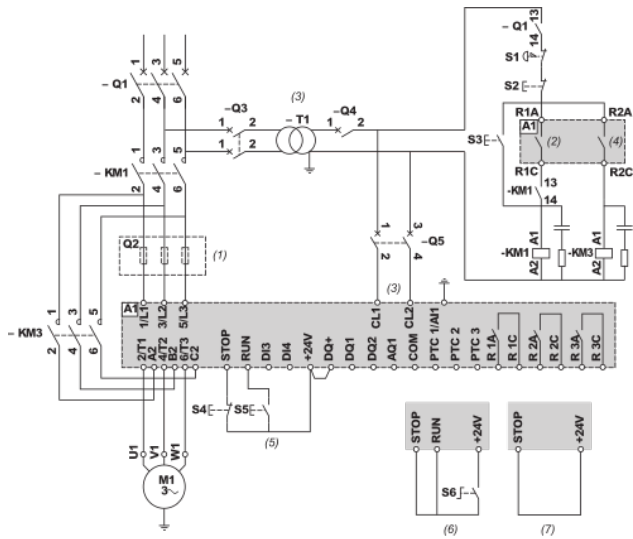 1 3 5
– Q1
2 4 6
–Q3
1 2
1 2
(3)
– T1
–Q4
1 2
– KM1
2 4 6
Q2
(1)
1 3 5
– KM3
2 4 6
1 3
–Q5
2 4
(3)
13
– Q1
14
S1
S2
R1A R2A
A1
S3
(2) (4)
R1C R2C
13
–KM1
14
A1 A1
–KM1 –KM3
A2 A2
A1
1/L1 3/L2 5/L3 CL1 CL2 PTC 1/AI1
2/T1 A2 4/T2 B2 6/T3 C2 STOP RUN DI3 DI4 +24V DQ+ DQ1 DQ2 AQ1 COM PTC 2 PTC 3 R 1A R 1C R 2A R 2C R 3A R 3C
S4 S5
(5)
U1 V1 W1
M1
3
STOP RUN +24V
S6
(6)
STOP +24V
(7)